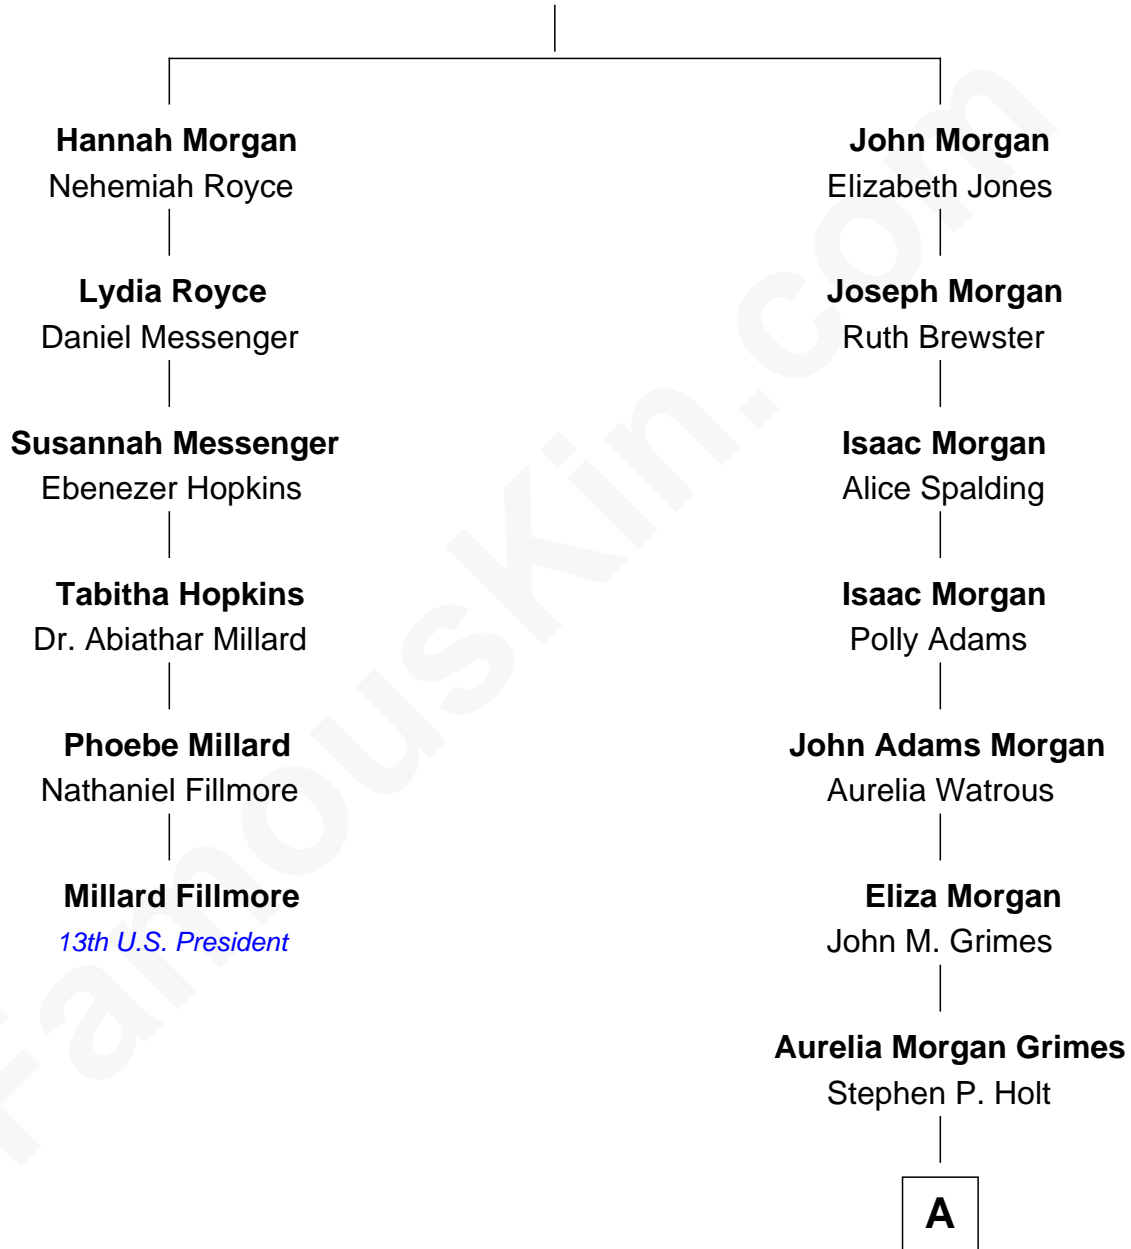 Hannah Morgan
Nehemiah Royce
Lydia Royce
Daniel Messenger
Susannah Messenger
Ebenezer Hopkins
Tabitha Hopkins
Dr. Abiathar Millard
Phoebe Millard
Nathaniel Fillmore
Millard Fillmore
13th U.S. President
John Morgan
Elizabeth Jones
Joseph Morgan
Ruth Brewster
Isaac Morgan
Alice Spalding
Isaac Morgan
Polly Adams
John Adams Morgan
Aurelia Watrous
Eliza Morgan
John M. Grimes
Aurelia Morgan Grimes
Stephen P. Holt
A
FamousKin.com